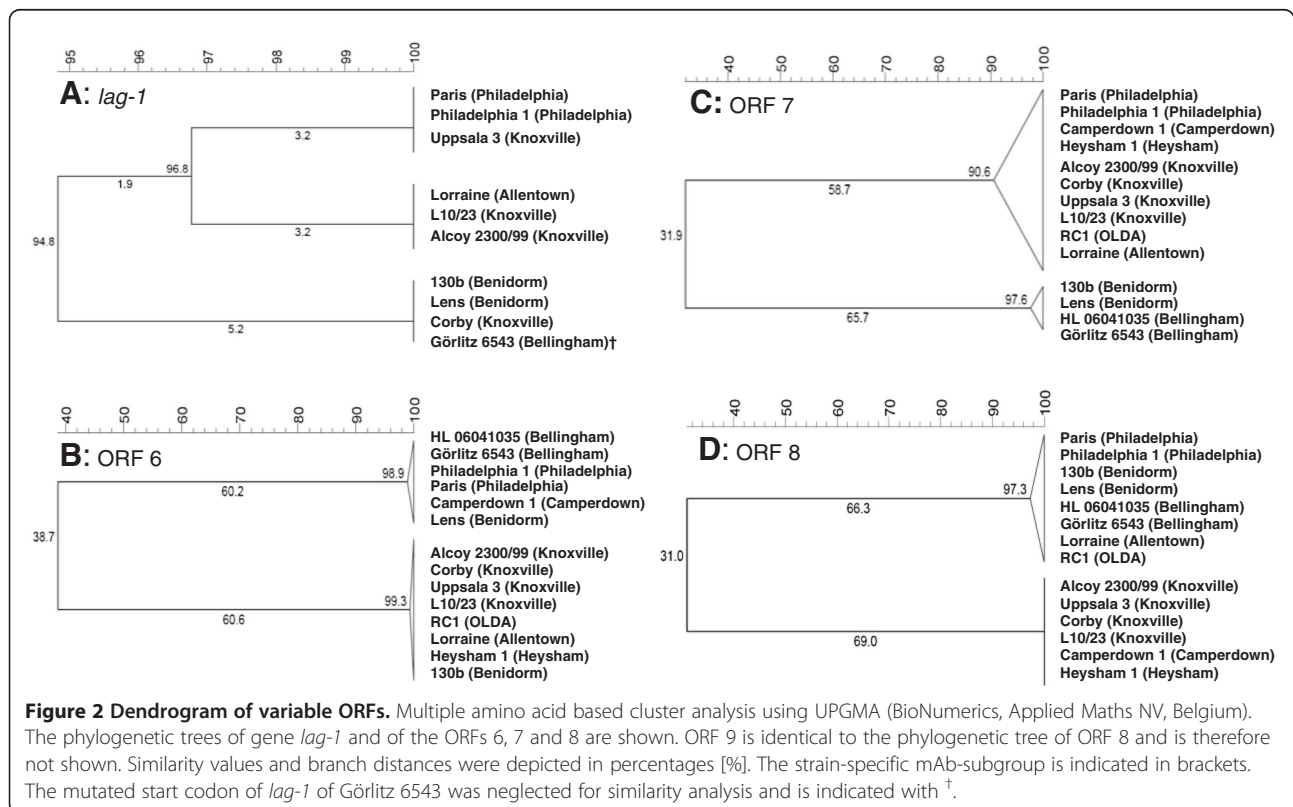 95 96 97 98 99 100
A: lag-1
Paris (Philadelphia)
Philadelphia 1 (Philadelphia)
Uppsala 3 (Knoxville)
3.2
96.8
1.9
Lorraine (Allentown)
L10/23 (Knoxville)
Alcoy 2300/99 (Knoxville)
3.2
94.8
130b (Benidorm)
Lens (Benidorm)
Corby (Knoxville)
Görlitz 6543 (Bellingham)†
5.2
40 50 60 70 80 90 100
B: ORF 6
HL 06041035 (Bellingham)
Görlitz 6543 (Bellingham)
Philadelphia 1 (Philadelphia)
Paris (Philadelphia)
Camperdown 1 (Camperdown)
Lens (Benidorm)
98.9
60.2
38.7
Alcoy 2300/99 (Knoxville)
Corby (Knoxville)
Uppsala 3 (Knoxville)
L10/23 (Knoxville)
RC1 (OLDA)
Lorraine (Allentown)
Heysham 1 (Heysham)
130b (Benidorm)
99.3
60.6
40 50 60 70 80 90 100
C: ORF 7
Paris (Philadelphia)
Philadelphia 1 (Philadelphia)
Camperdown 1 (Camperdown)
Heysham 1 (Heysham)
Alcoy 2300/99 (Knoxville)
Corby (Knoxville)
Uppsala 3 (Knoxville)
L10/23 (Knoxville)
RC1 (OLDA)
Lorraine (Allentown)
90.6
58.7
31.9
130b (Benidorm)
Lens (Benidorm)
HL 06041035 (Bellingham)
Görlitz 6543 (Bellingham)
97.6
65.7
40 50 60 70 80 90 100
D: ORF 8
Paris (Philadelphia)
Philadelphia 1 (Philadelphia)
130b (Benidorm)
Lens (Benidorm)
HL 06041035 (Bellingham)
Görlitz 6543 (Bellingham)
Lorraine (Allentown)
RC1 (OLDA)
97.3
66.3
31.0
Alcoy 2300/99 (Knoxville)
Uppsala 3 (Knoxville)
Corby (Knoxville)
L10/23 (Knoxville)
Camperdown 1 (Camperdown)
Heysham 1 (Heysham)
69.0
Figure 2 Dendrogram of variable ORFs. Multiple amino acid based cluster analysis using UPGMA (BioNumerics, Applied Maths NV, Belgium).
The phylogenetic trees of gene lag-1 and of the ORFs 6, 7 and 8 are shown. ORF 9 is identical to the phylogenetic tree of ORF 8 and is therefore
not shown. Similarity values and branch distances were depicted in percentages [%]. The strain-specific mAb-subgroup is indicated in brackets.
The mutated start codon of lag-1 of Görlitz 6543 was neglected for similarity analysis and is indicated with †.